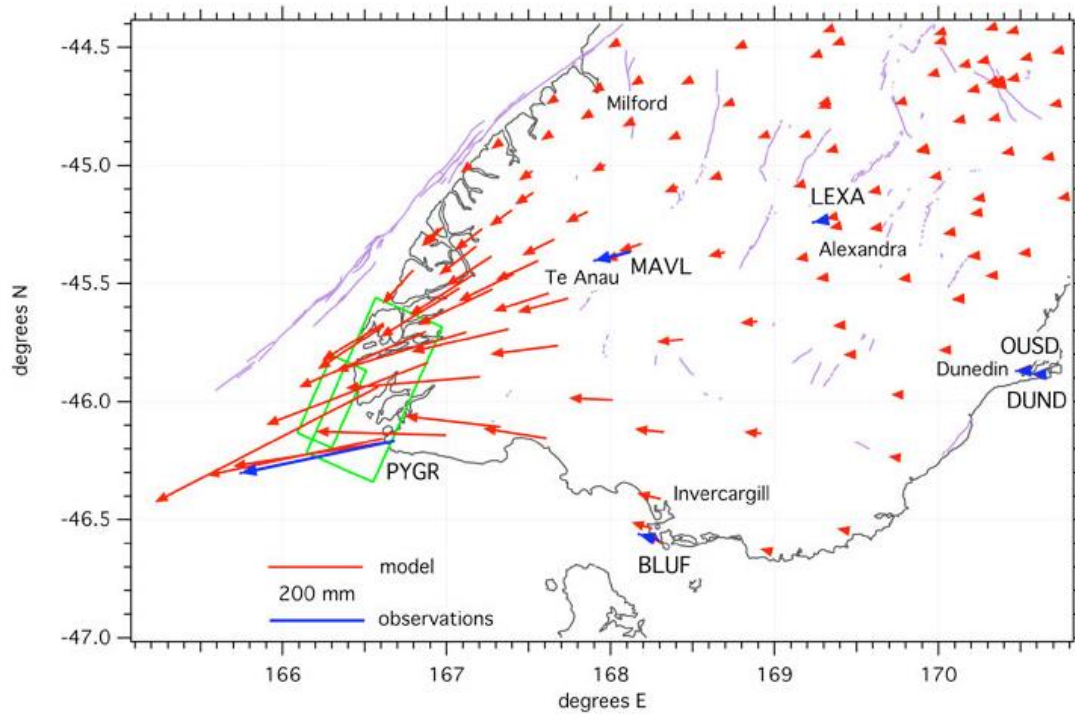 -44.5
-45.0
-45.5
-46.0
-46.5
-47.0
degrees N
Milford
LEXA
Alexandra
MAVL
Te Anau
OUSD
Dunedin
DUND
PYGR
Invercargill
BLUF
model
200 mm
observations
166
167
168
169
170
degrees E